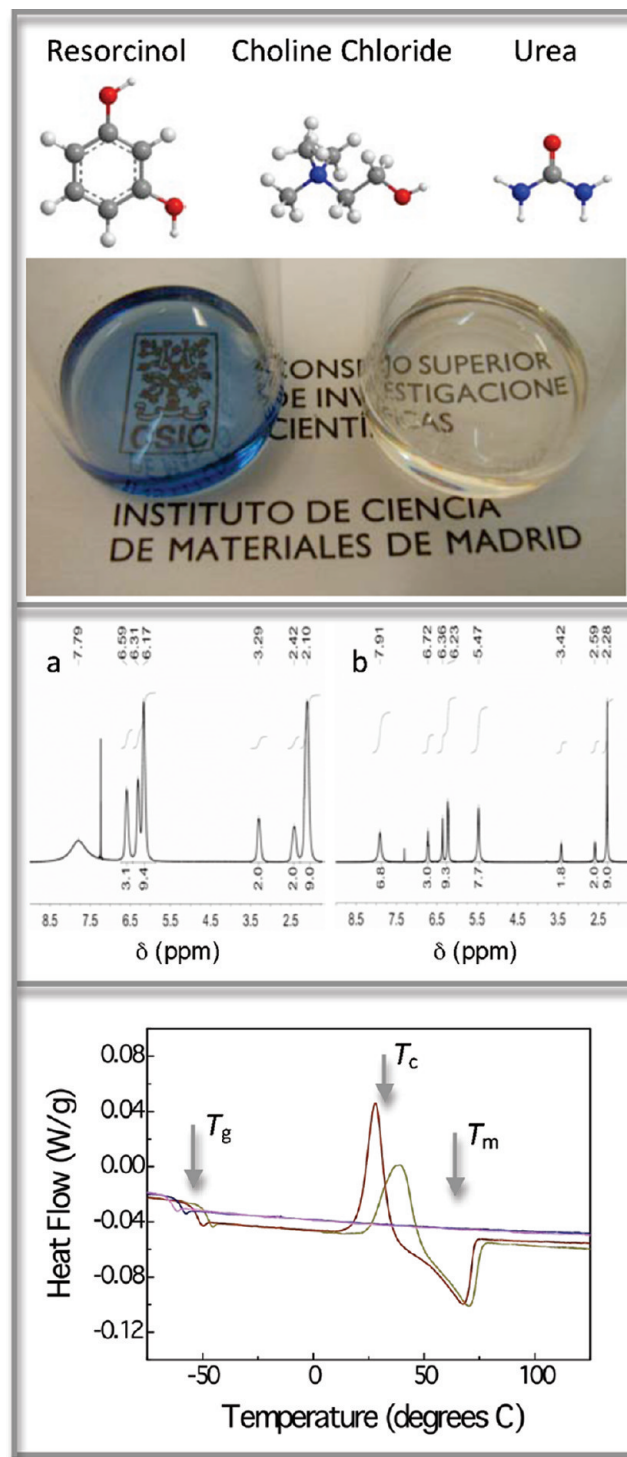 Resorcinol Choline Chloride Urea
CSIC
CONSEJO SUPERIOR
DE INVESTIGACIONE
CIENTÍFICAS
INSTITUTO DE CIENCIA
DE MATERIALES DE MADRID
a
-7.79 -6.59 -6.31 -6.17 -3.29 -2.42 -2.10
3.1 9.4 2.0 2.0 9.0
8.5 7.5 6.5 5.5 4.5 3.5 2.5
δ (ppm)
b
-7.91 -6.72 -6.36 -6.23 -5.47 -3.42 -2.59 -2.28
6.8 3.0 9.3 7.7 1.8 2.0 9.0
8.5 7.5 6.5 5.5 4.5 3.5 2.5
δ (ppm)
0.08
0.04
0.00
-0.04
-0.08
-0.12
Heat Flow (W/g)
Tg Tc Tm
-50 0 50 100
Temperature (degrees C)